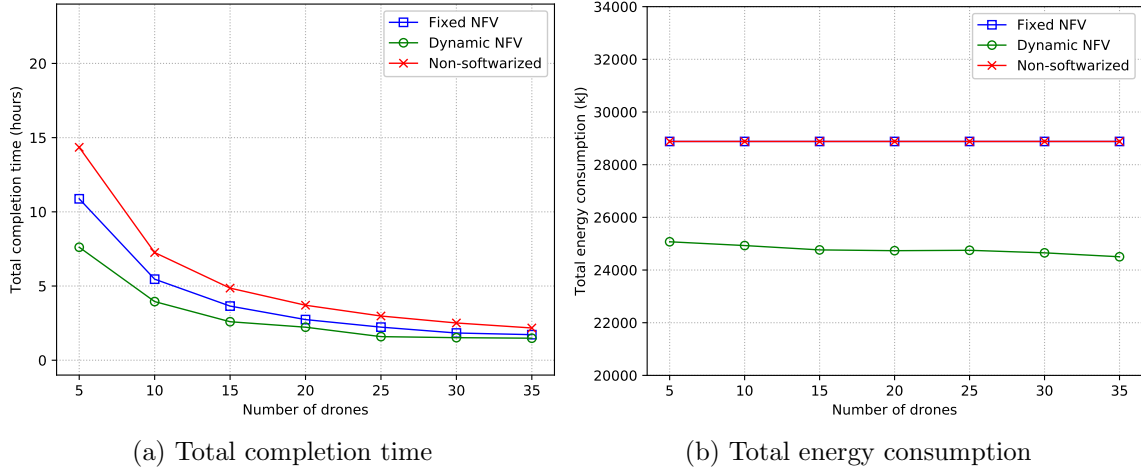 Fixed NFV
Dynamic NFV
Non-softwarized
20
15
10
5
0
Total completion time (hours)
5 10 15 20 25 30 35
Number of drones
(a) Total completion time
Fixed NFV
Dynamic NFV
Non-softwarized
34000
32000
30000
28000
26000
24000
22000
20000
Total energy consumption (kJ)
5 10 15 20 25 30 35
Number of drones
(b) Total energy consumption